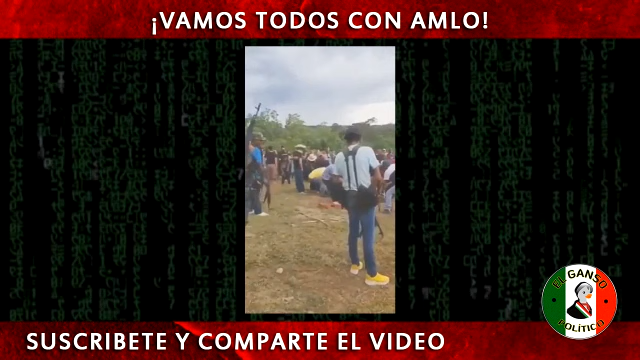 ¡VAMOS TODOS CON AMLO!
EL GANSO
POLÍTICO
SUSCRIBETE Y COMPARTE EL VIDEO